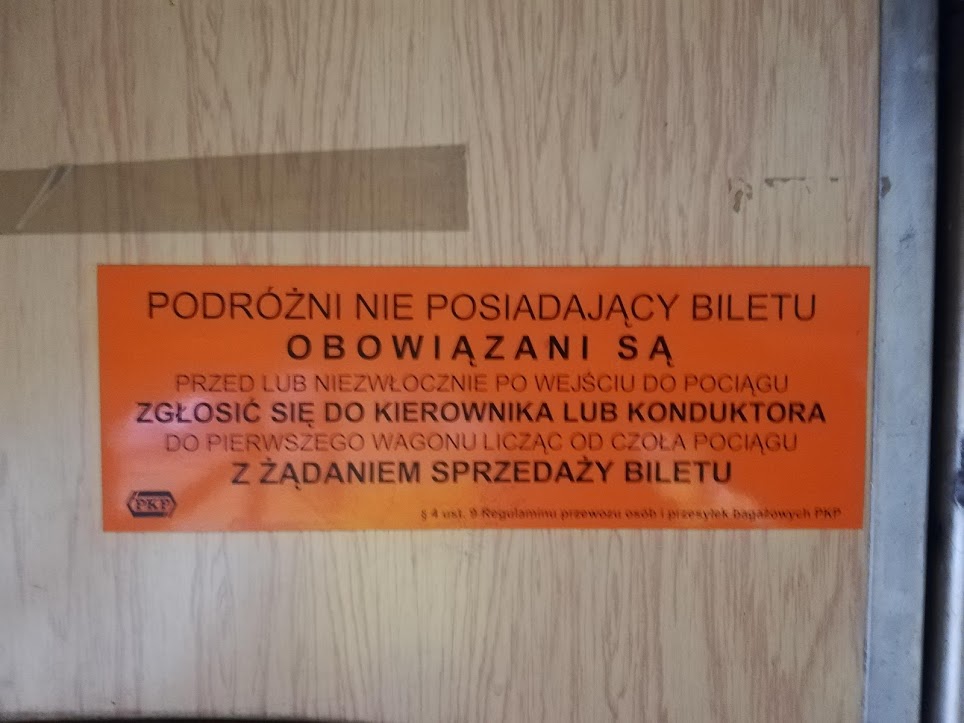 PODRÓŻNI NIE POSIADAJĄCY BILETU
OBOWIĄZANI SĄ
PRZED LUB NIEZWŁOCZNIE PO WEJŚCIU DO POCIĄGU
ZGŁOSIĆ SIĘ DO KIEROWNIKA LUB KONDUKTORA
DO PIERWSZEGO WAGONU LICZĄC OD CZOŁA POCIĄGU
Z ŻĄDANIEM SPRZEDAŻY BILETU
PKP
§ 4 ust. 9 Regulaminu przewozu osób i przesyłek bagażowych PKP